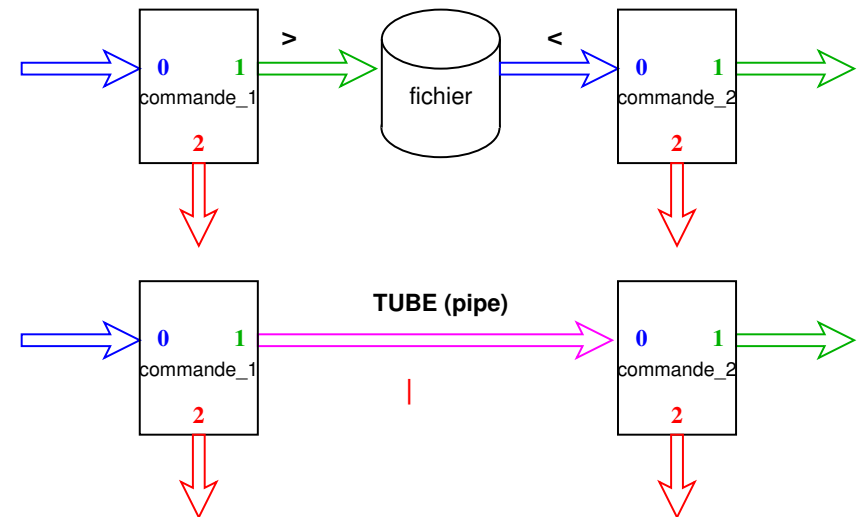 > <
0 1 fichier 0 1
commande_1 commande_2
2 2
TUBE (pipe)
0 1 0 1
commande_1 commande_2
|
2 2